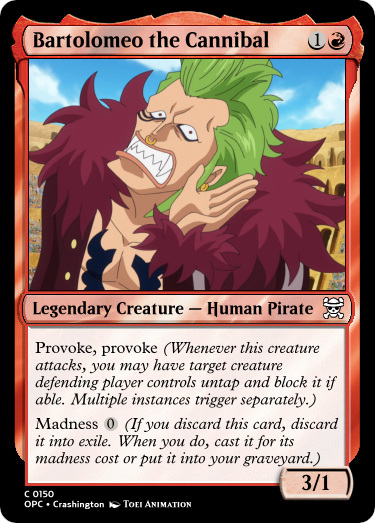 Bartolomeo the Cannibal 1
Legendary Creature — Human Pirate
Provoke, provoke (Whenever this creature
attacks, you may have target creature
defending player controls untap and block it if
able. Multiple instances trigger separately.)
Madness 0 (If you discard this card, discard
it into exile. When you do, cast it for its
madness cost or put it into your graveyard.)
3/1
C 0150
OPC • Crashington Toei Animation